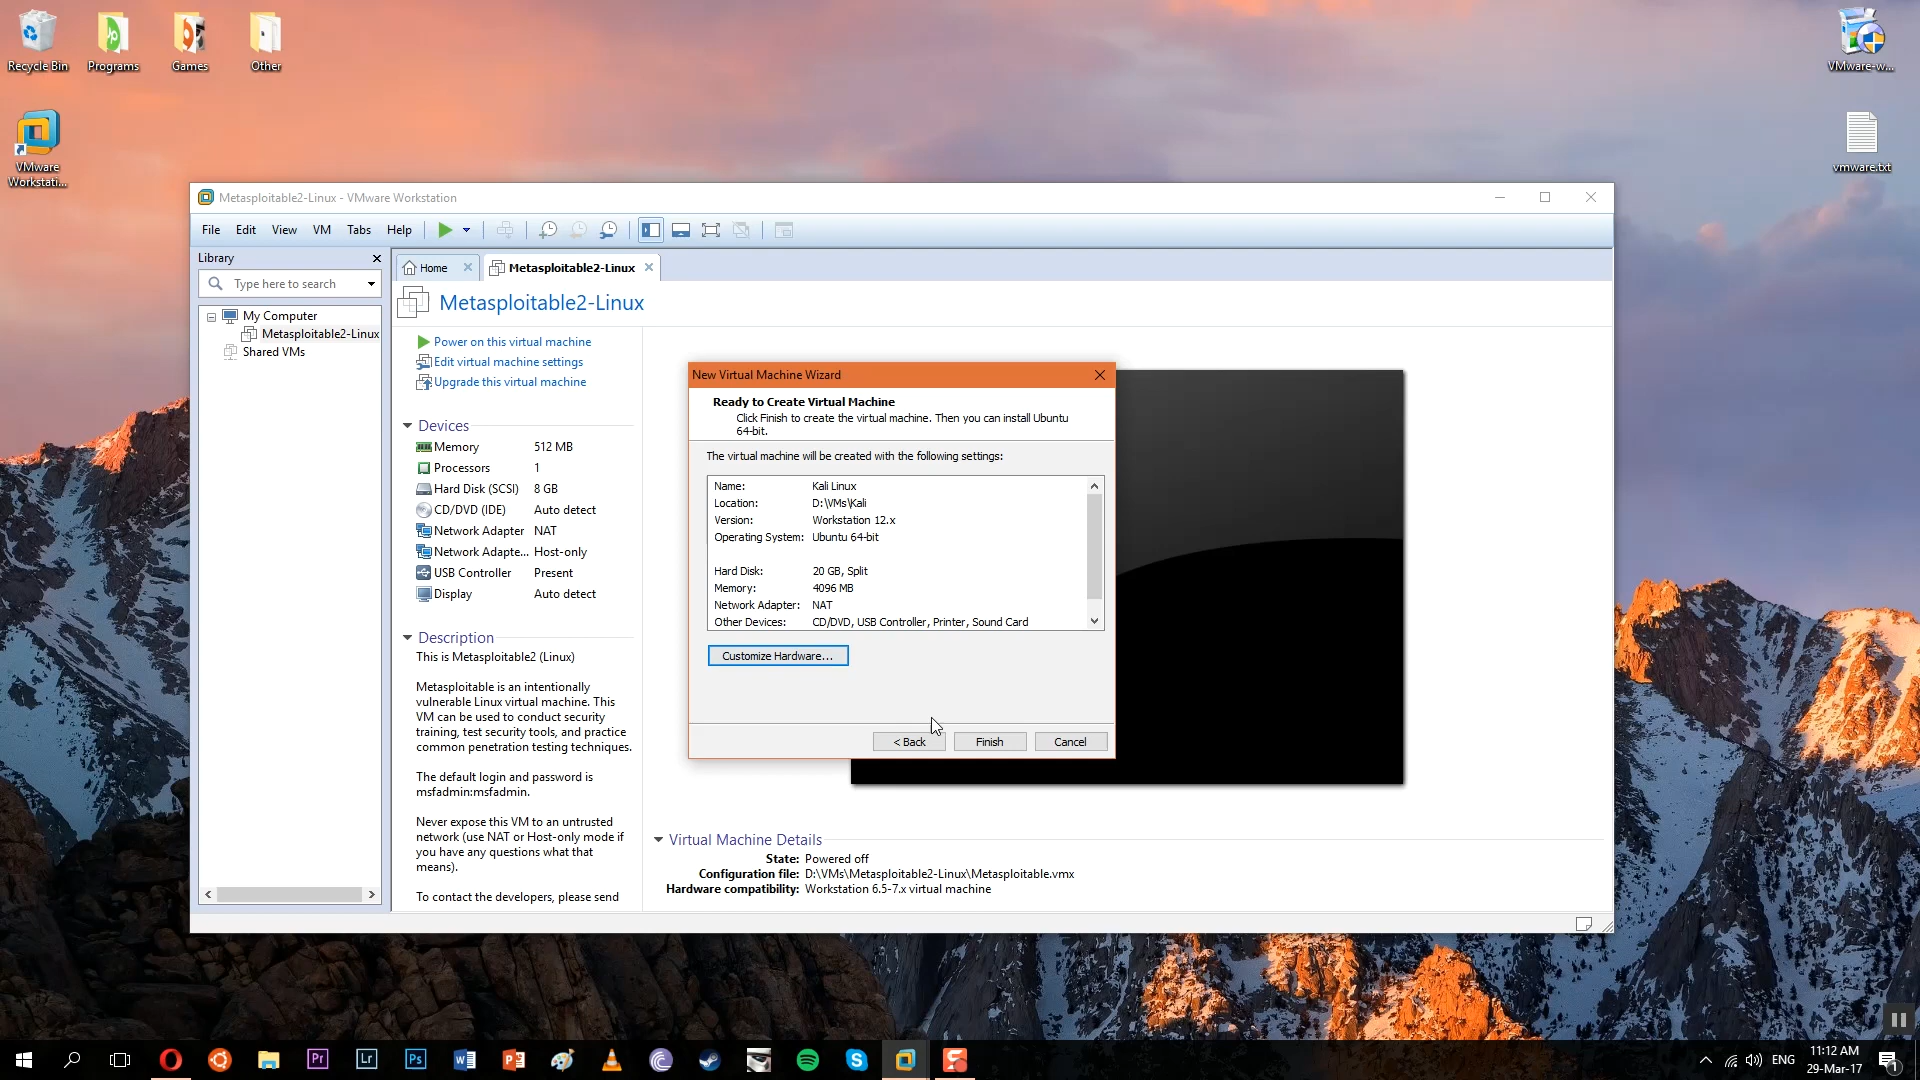 Recycle Bin
Programs
Games
Other
VMware-w...
VMware
Workstati...
vmware.txt
Metasploitable2-Linux - VMware Workstation
File Edit View VM Tabs Help
Library
Type here to search
My Computer
Metasploitable2-Linux
Shared VMs
Home
Metasploitable2-Linux
Metasploitable2-Linux
Power on this virtual machine
Edit virtual machine settings
Upgrade this virtual machine
Devices
Memory 512 MB
Processors 1
Hard Disk (SCSI) 8 GB
CD/DVD (IDE) Auto detect
Network Adapter NAT
Network Adapte... Host-only
USB Controller Present
Display Auto detect
Description
This is Metasploitable2 (Linux)
Metasploitable is an intentionally
vulnerable Linux virtual machine. This
VM can be used to conduct security
training, test security tools, and practice
common penetration testing techniques.
The default login and password is
msfadmin:msfadmin.
Never expose this VM to an untrusted
network (use NAT or Host-only mode if
you have any questions what that
means).
To contact the developers, please send
New Virtual Machine Wizard
Ready to Create Virtual Machine
Click Finish to create the virtual machine. Then you can install Ubuntu
64-bit.
The virtual machine will be created with the following settings:
Name: Kali Linux
Location: D:\VMs\Kali
Version: Workstation 12.x
Operating System: Ubuntu 64-bit
Hard Disk: 20 GB, Split
Memory: 4096 MB
Network Adapter: NAT
Other Devices: CD/DVD, USB Controller, Printer, Sound Card
Customize Hardware...
< Back Finish Cancel
Virtual Machine Details
State: Powered off
Configuration file: D:\VMs\Metasploitable2-Linux\Metasploitable.vmx
Hardware compatibility: Workstation 6.5-7.x virtual machine
Pr
Lr
Ps
ENG
11:12 AM
29-Mar-17
1